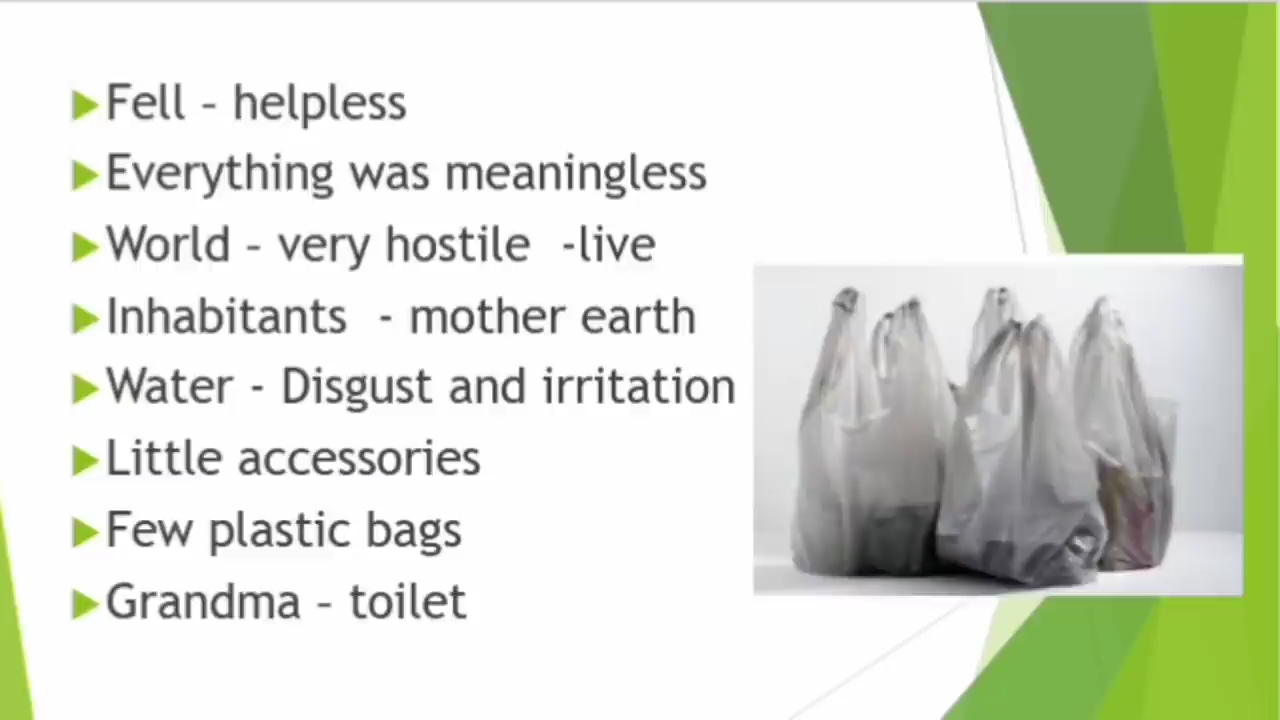 Fell – helpless
Everything was meaningless
World – very hostile  -live
Inhabitants  - mother earth
Water - Disgust and irritation
Little accessories
Few plastic bags
Grandma – toilet